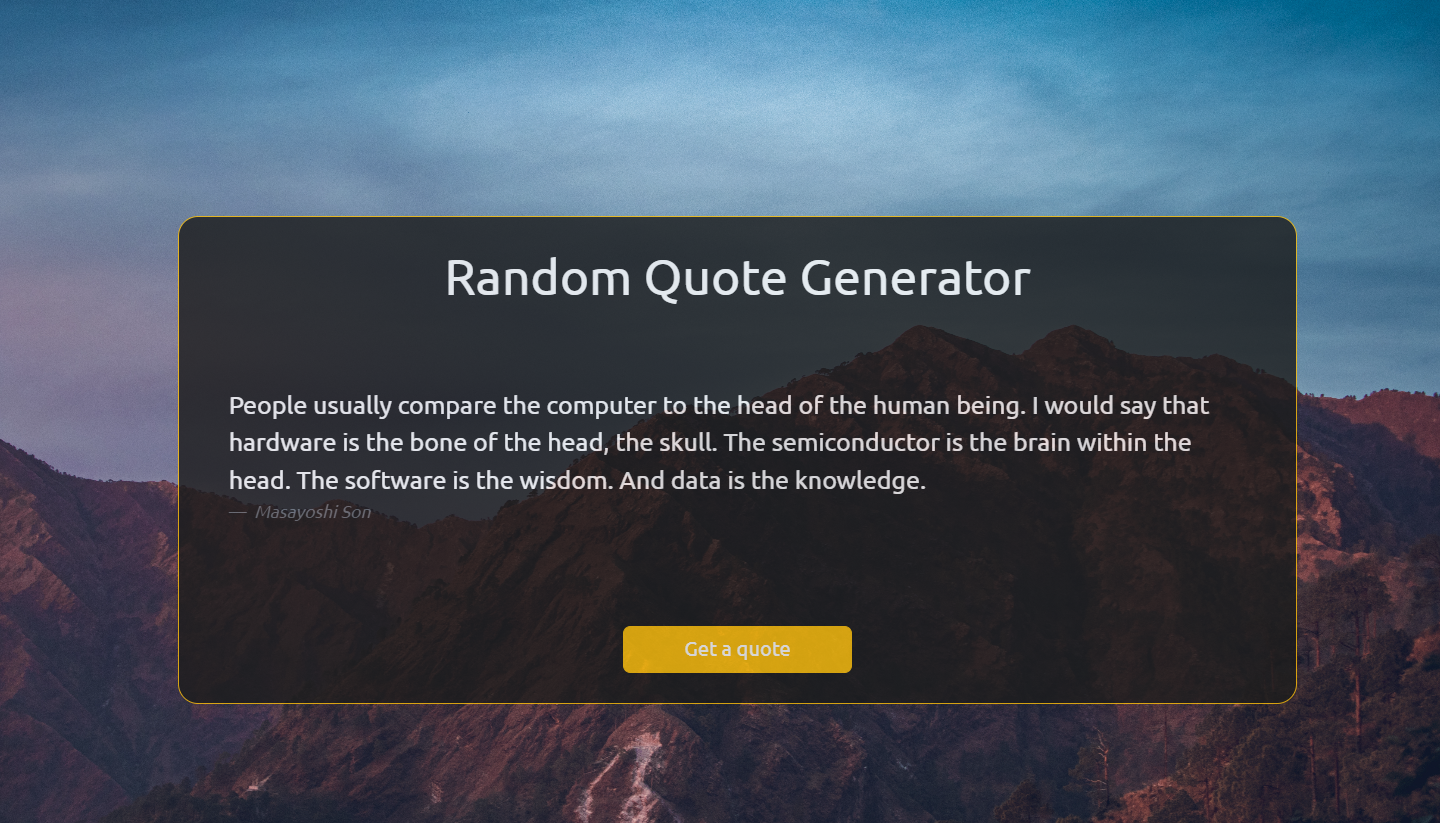 Random Quote Generator
People usually compare the computer to the head of the human being. I would say that
hardware is the bone of the head, the skull. The semiconductor is the brain within the
head. The software is the wisdom. And data is the knowledge.
— Masayoshi Son
Get a quote